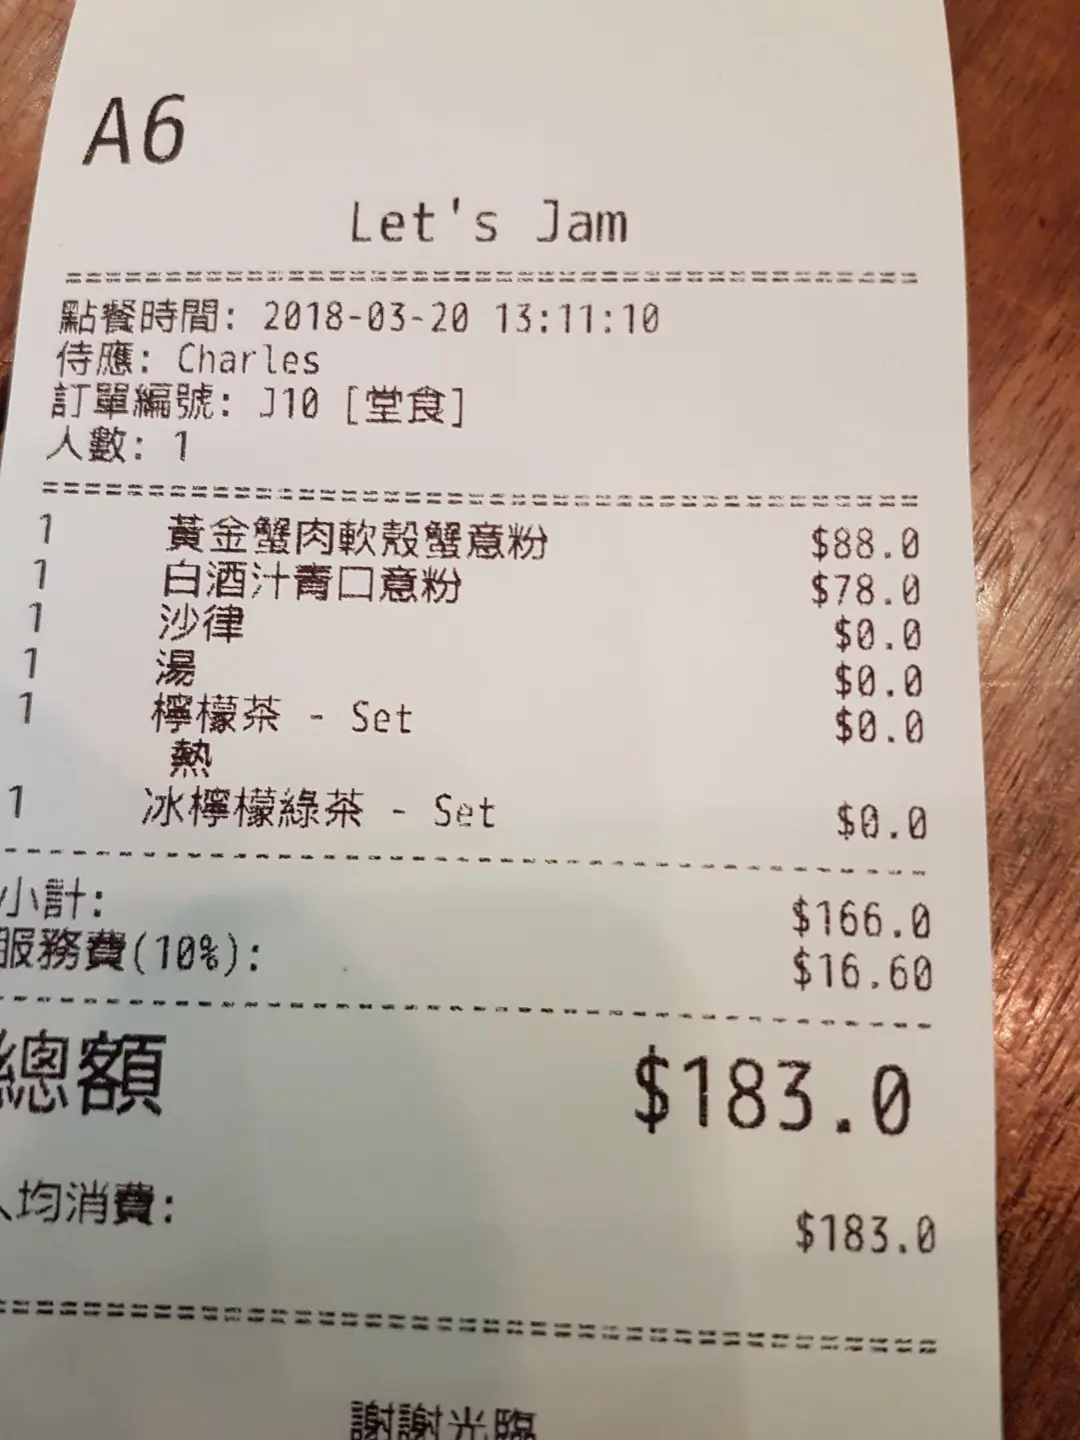 A6
Let's Jam
點餐時間: 2018-03-20 13:11:10
侍應: Charles
訂單編號: J10 [堂食]
人數: 1
1 黃金蟹肉軟殼蟹意粉 $88.0
1 白酒汁青口意粉 $78.0
1 沙律 $0.0
1 湯 $0.0
1 檸檬茶 - Set $0.0
熱
1 冰檸檬綠茶 - Set $0.0
小計: $166.0
服務費(10%): $16.60
總額 $183.0
人均消費: $183.0
謝謝光臨